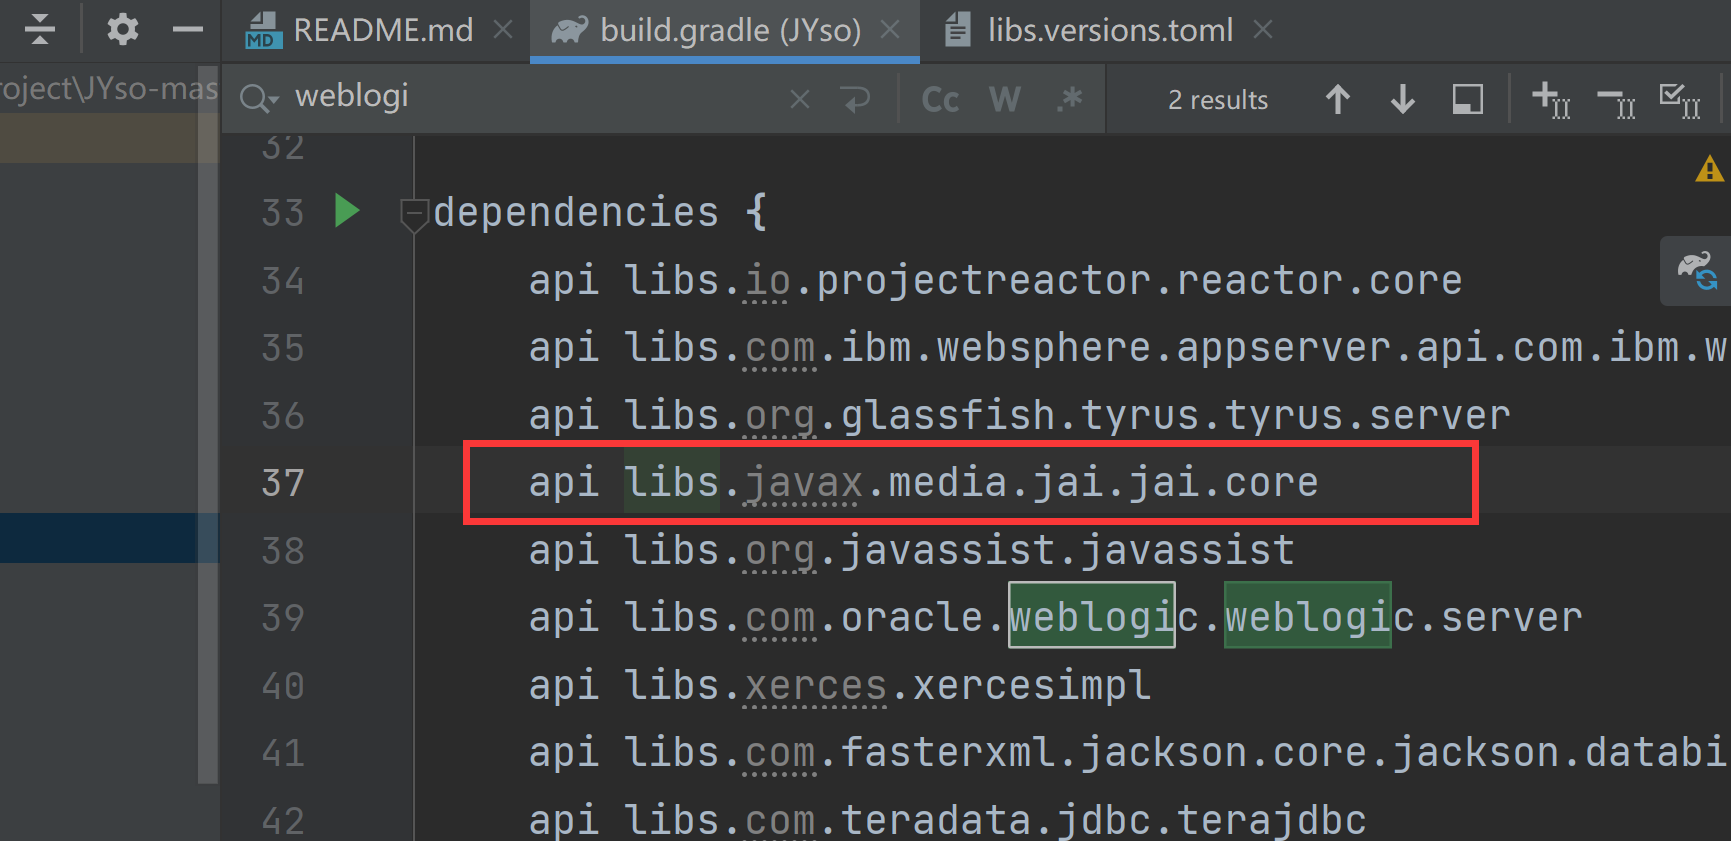 README.md
build.gradle (JYso)
libs.versions.toml
roject\JYso-mas
weblogi
Cc
W
.*
2 results
32
33 dependencies {
34 api libs.io.projectreactor.reactor.core
35 api libs.com.ibm.websphere.appserver.api.com.ibm.w
36 api libs.org.glassfish.tyrus.tyrus.server
37 api libs.javax.media.jai.jai.core
38 api libs.org.javassist.javassist
39 api libs.com.oracle.weblogic.weblogic.server
40 api libs.xerces.xercesimpl
41 api libs.com.fasterxml.jackson.core.jackson.databi
42 api libs.com.teradata.jdbc.terajdbc